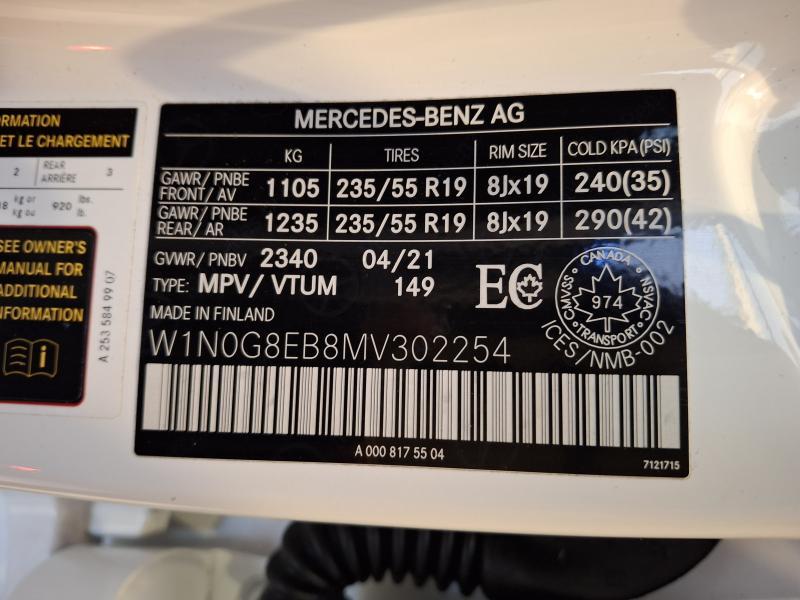 ORMATION
ET LE CHARGEMENT
2 REAR ARRIÈRE 3
kg or
kg ou 920 lbs.
lb.
SEE OWNER'S
MANUAL FOR
ADDITIONAL
INFORMATION
A 253 584 99 07
MERCEDES-BENZ AG
KG TIRES RIM SIZE COLD KPA(PSI)
GAWR/ PNBE FRONT/ AV 1105 235/55 R19 8Jx19 240(35)
GAWR/ PNBE REAR/ AR 1235 235/55 R19 8Jx19 290(42)
GVWR/ PNBV 2340 04/21
TYPE: MPV/ VTUM 149
MADE IN FINLAND
EC
CANADA
CMVSS 974 NSVAC
TRANSPORT
ICES/NMB-002
W1N0G8EB8MV302254
A 000 817 55 04
7121715